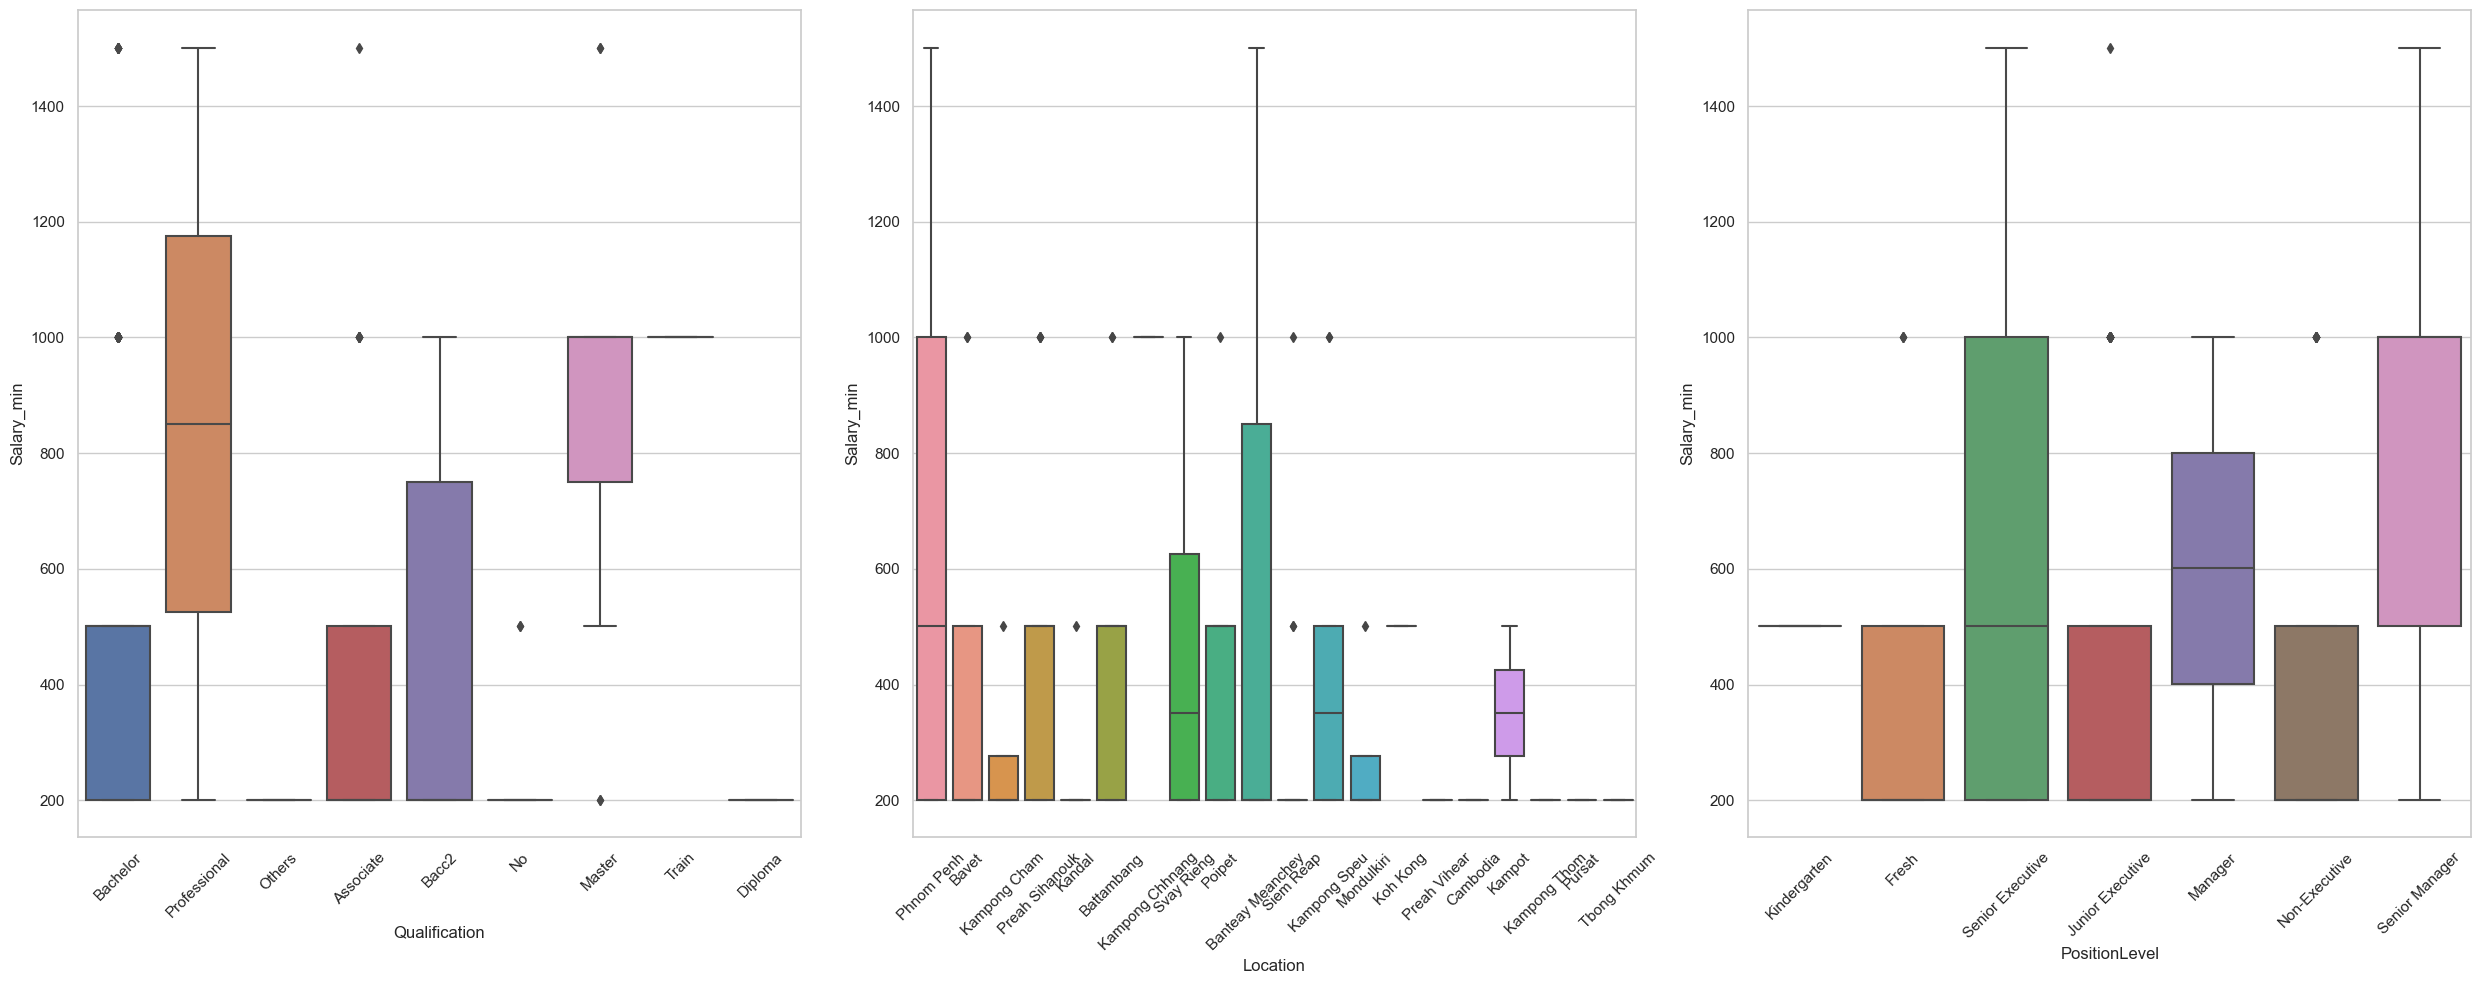 Salary_min
1400
1200
1000
800
600
400
200
Bachelor
Professional
Others
Associate
Bacc2
No
Master
Train
Diploma
Qualification
Salary_min
1400
1200
1000
800
600
400
200
Phnom Penh
Bavet
Kampong Cham
Preah Sihanouk
Kandal
Battambang
Kampong Chhnang
Svay Rieng
Poipet
Banteay Meanchey
Siem Reap
Kampong Speu
Mondulkiri
Koh Kong
Preah Vihear
Cambodia
Kampot
Kampong Thom
Pursat
Tbong Khmum
Location
Salary_min
1400
1200
1000
800
600
400
200
Kindergarten
Fresh
Senior Executive
Junior Executive
Manager
Non-Executive
Senior Manager
PositionLevel